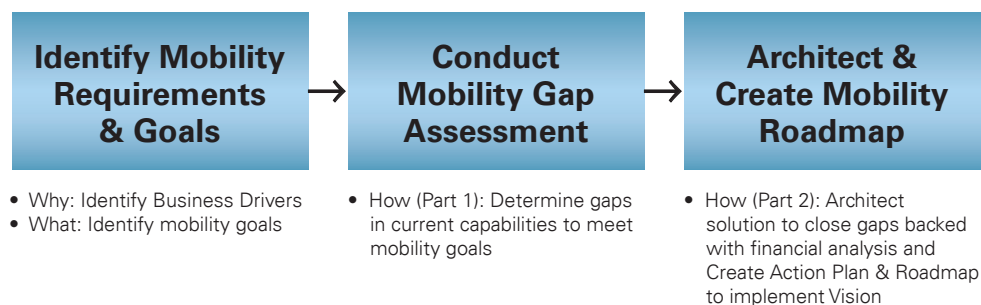 Identify Mobility
Requirements
& Goals
• Why: Identify Business Drivers
• What: Identify mobility goals
Conduct
Mobility Gap
Assessment
• How (Part 1): Determine gaps
in current capabilities to meet
mobility goals
Architect &
Create Mobility
Roadmap
• How (Part 2): Architect
solution to close gaps backed
with financial analysis and
Create Action Plan & Roadmap
to implement Vision